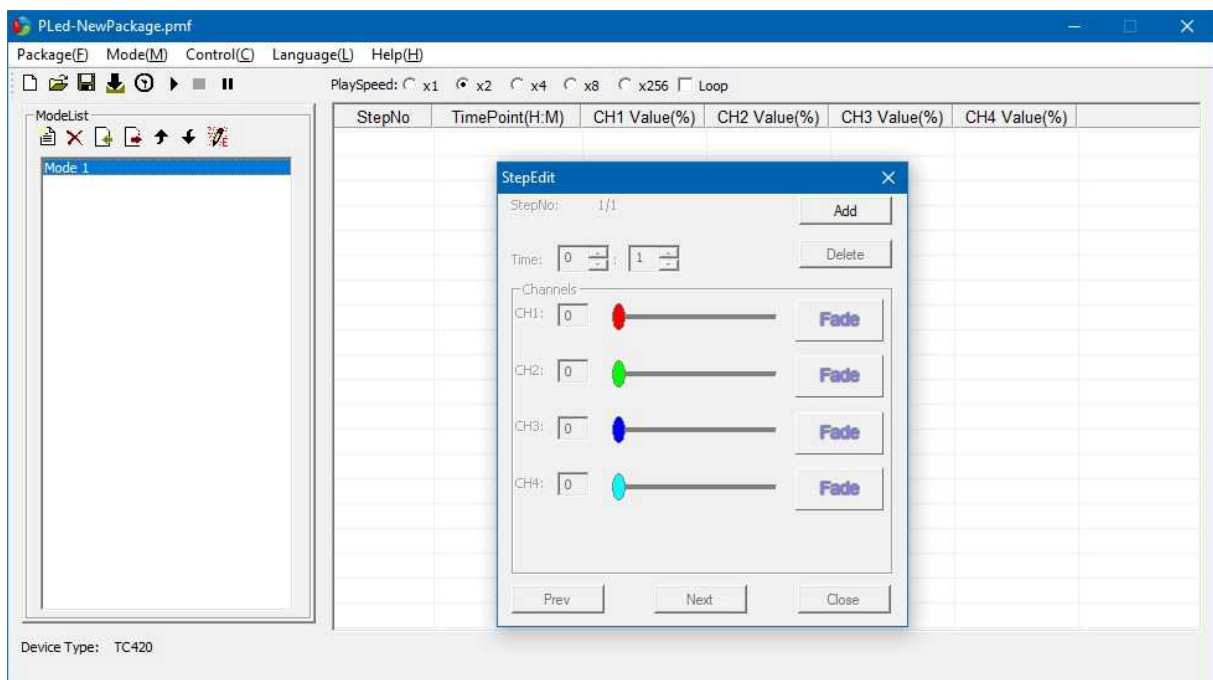 PLed-NewPackage.pmf
Package(F) Mode(M) Control(C) Language(L) Help(H)
PlaySpeed: x1 x2 x4 x8 x256 Loop
ModeList
E
Mode 1
StepNo TimePoint(H:M) CH1 Value(%) CH2 Value(%) CH3 Value(%) CH4 Value(%)
StepEdit
StepNo: 1/1 Add
Time: 0 : 1 Delete
Channels
CH1: 0 Fade
CH2: 0 Fade
CH3: 0 Fade
CH4: 0 Fade
Prev Next Close
Device Type: TC420